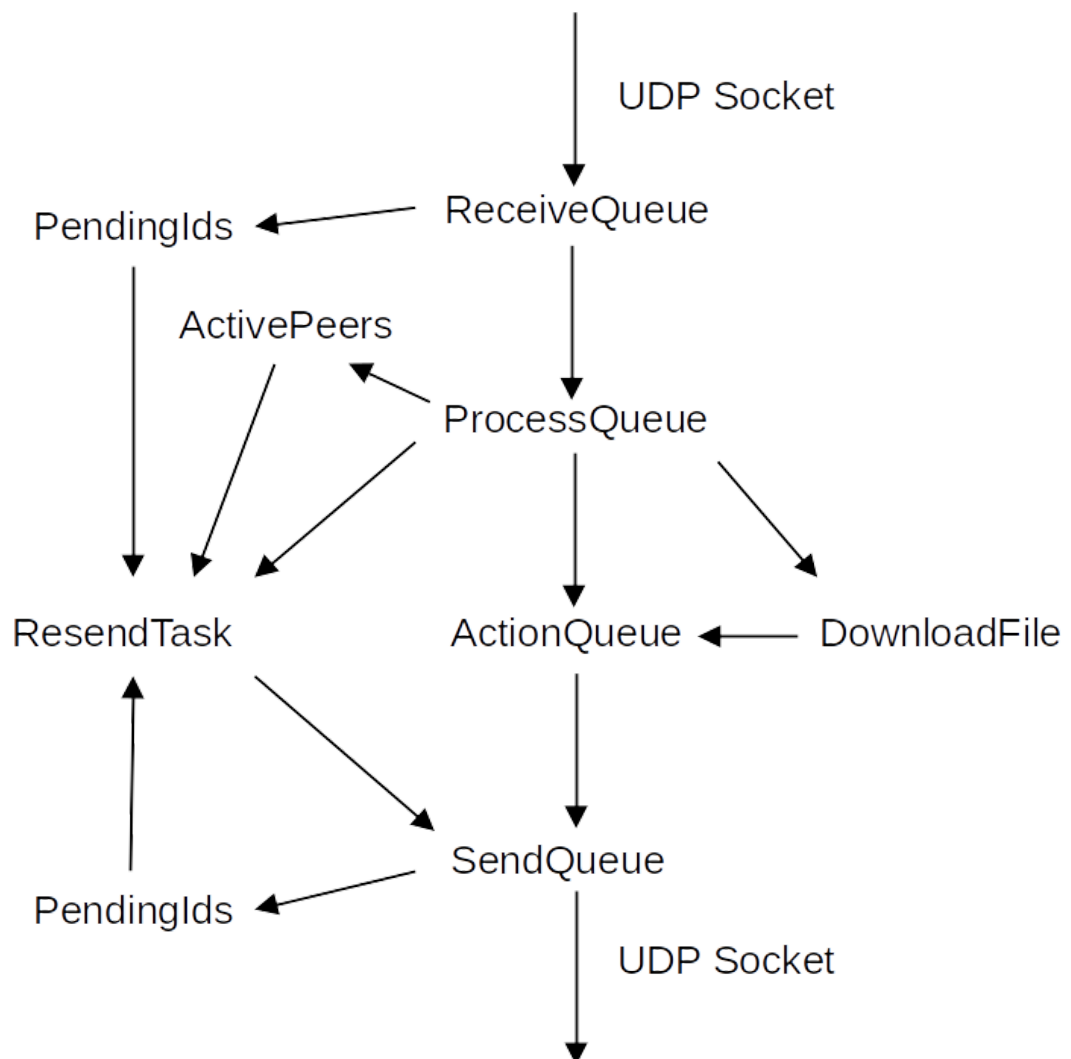 UDP Socket
ReceiveQueue
PendingIds
ActivePeers
ProcessQueue
ResendTask
ActionQueue
DownloadFile
SendQueue
PendingIds
UDP Socket